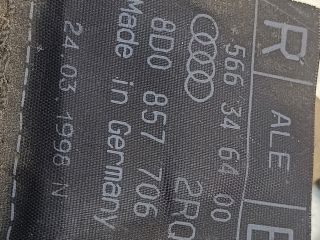 R ALE E
566 34 64 00
8D0 857 706 2RQ
Made in Germany
24.03.1998 N